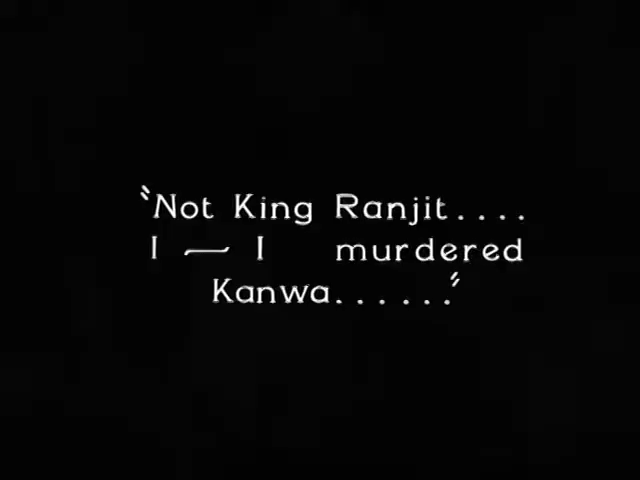 "Not King Ranjit....
I — I murdered
Kanwa......"